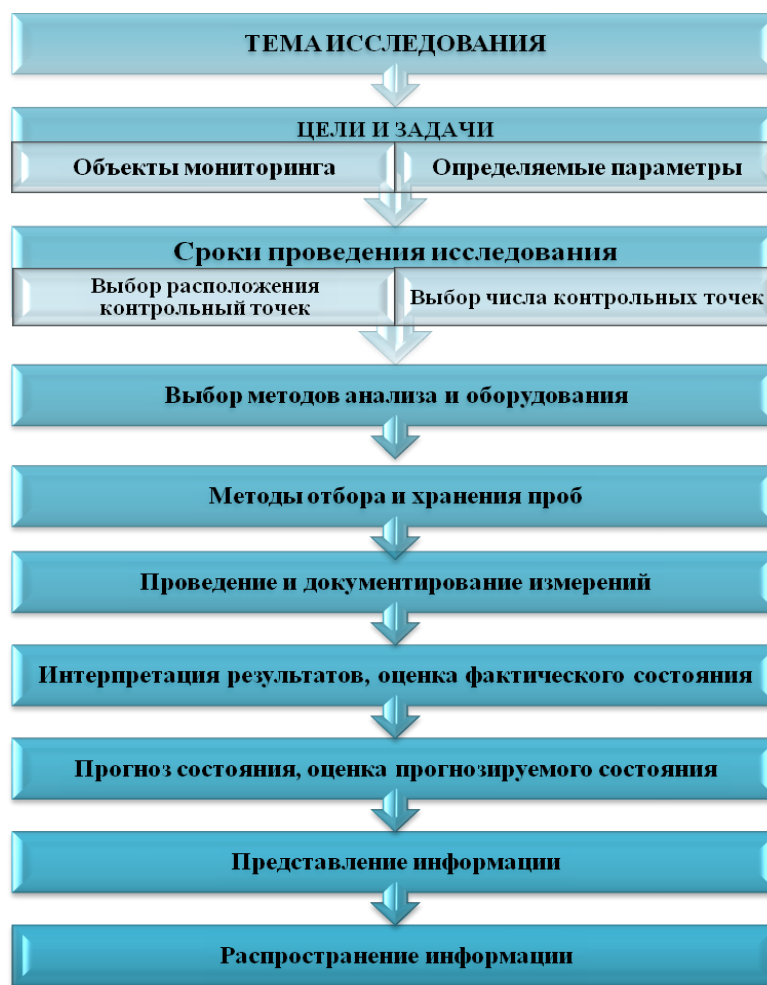 ТЕМА ИССЛЕДОВАНИЯ
ЦЕЛИ И ЗАДАЧИ
Объекты мониторинга
Определяемые параметры
Сроки проведения исследования
Выбор расположения
контрольный точек
Выбор числа контрольных точек
Выбор методов анализа и оборудования
Методы отбора и хранения проб
Проведение и документирование измерений
Интерпретация результатов, оценка фактического состояния
Прогноз состояния, оценка прогнозируемого состояния
Представление информации
Распространение информации